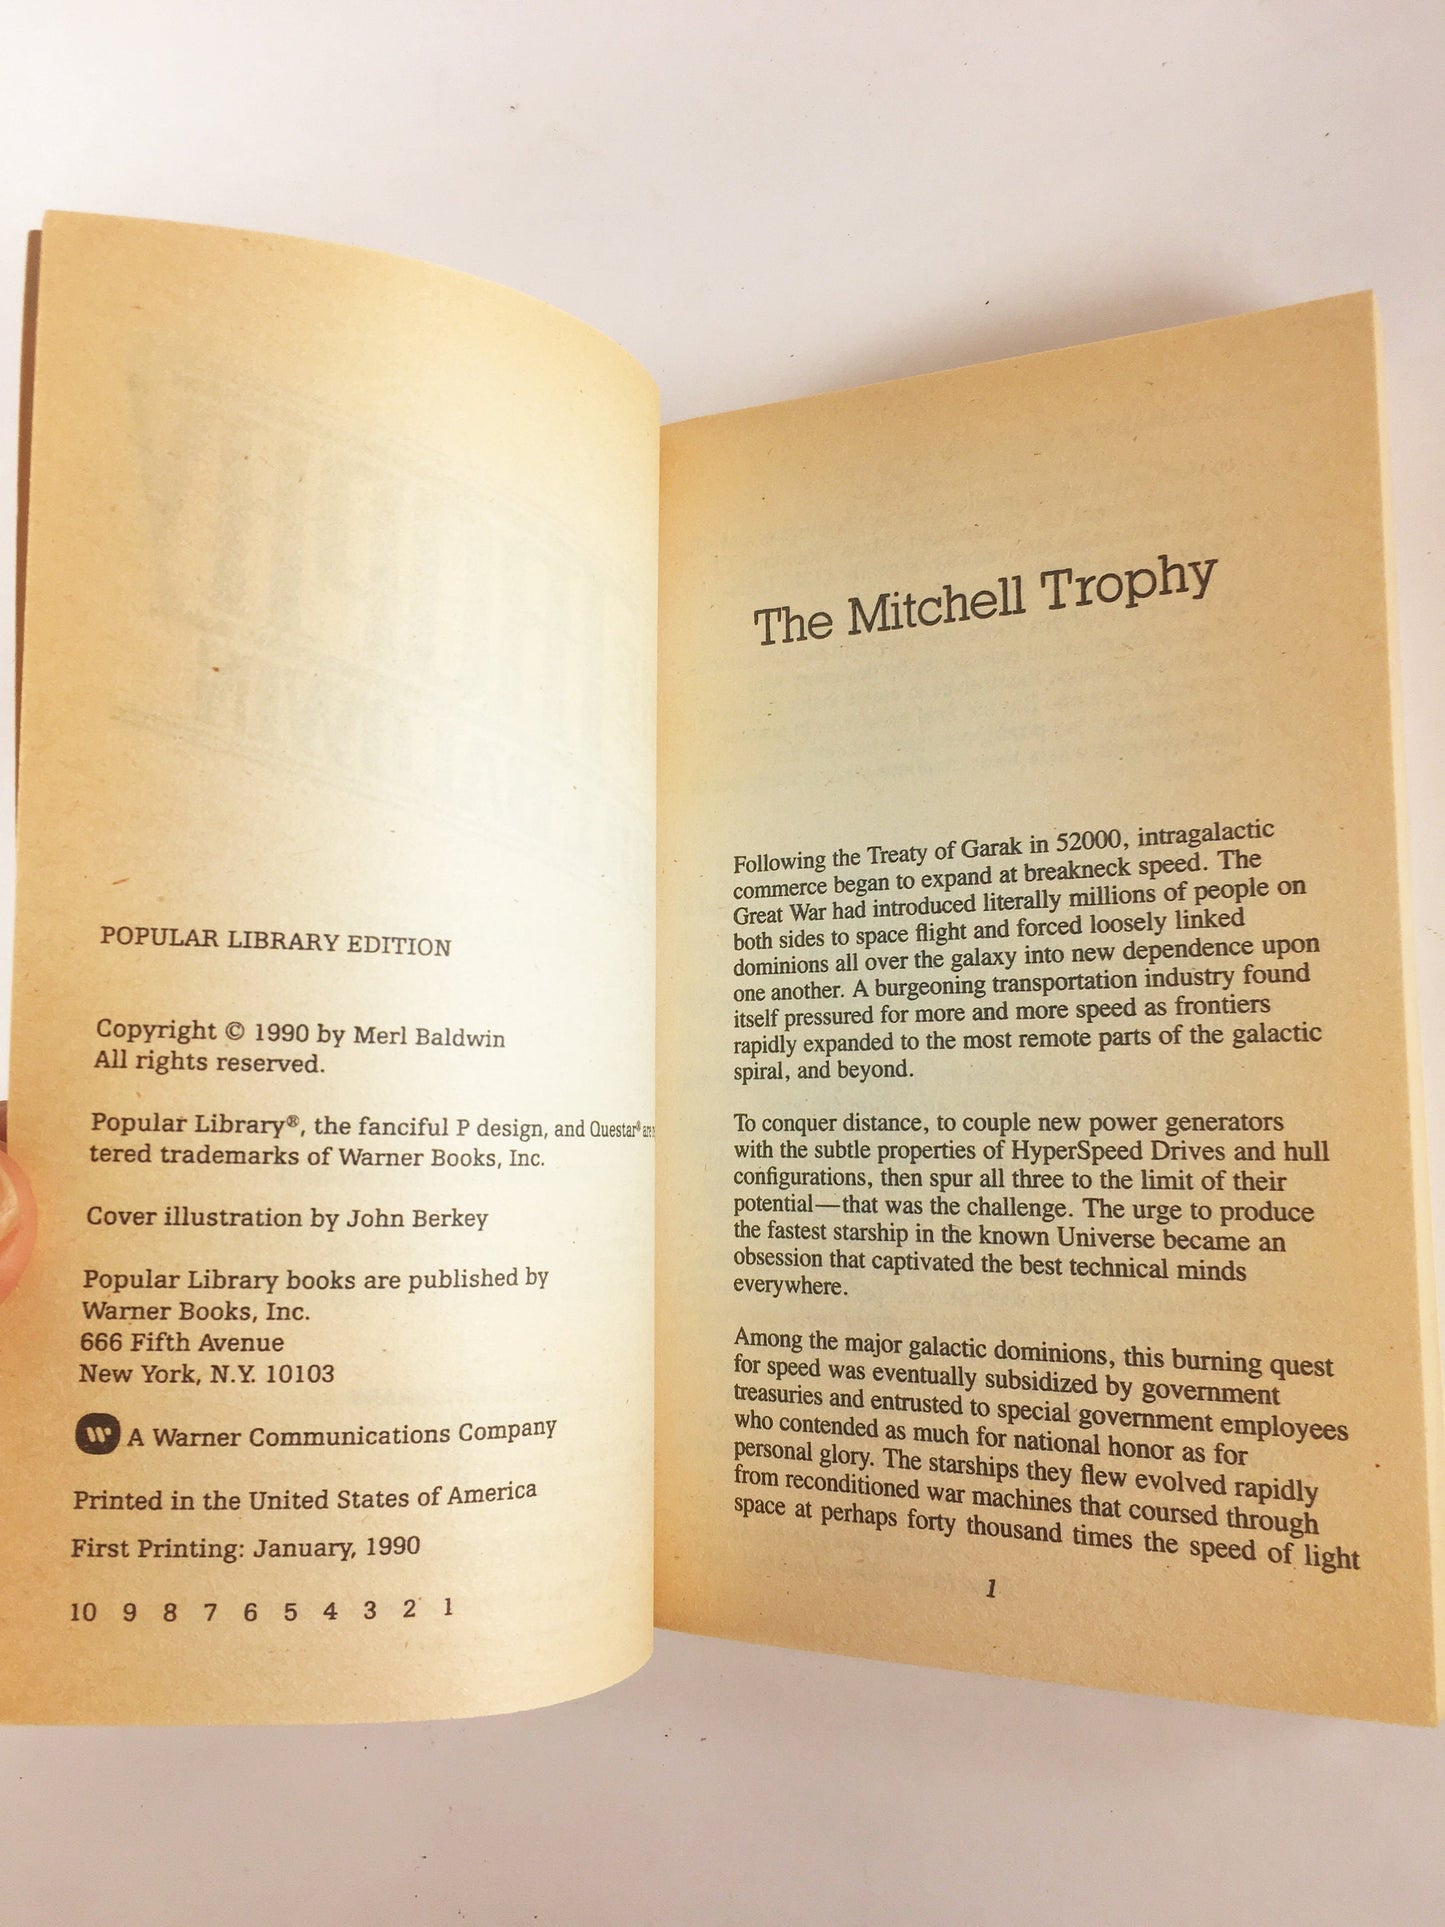 POPULAR LIBRARY EDITION
Copyright © 1990 by Merl Baldwin
All rights reserved.
Popular Library®, the fanciful P design, and Questar® are
tered trademarks of Warner Books, Inc.
Cover illustration by John Berkey
Popular Library books are published by
Warner Books, Inc.
666 Fifth Avenue
New York, N.Y. 10103
A Warner Communications Company
Printed in the United States of America
First Printing: January, 1990
10 9 8 7 6 5 4 3 2 1
The Mitchell Trophy
Following the Treaty of Garak in 52000, intragalactic
commerce began to expand at breakneck speed. The
Great War had introduced literally millions of people on
both sides to space flight and forced loosely linked
dominions all over the galaxy into new dependence upon
one another. A burgeoning transportation industry found
itself pressured for more and more speed as frontiers
rapidly expanded to the most remote parts of the galactic
spiral, and beyond.
To conquer distance, to couple new power generators
with the subtle properties of HyperSpeed Drives and hull
configurations, then spur all three to the limit of their
potential—that was the challenge. The urge to produce
the fastest starship in the known Universe became an
obsession that captivated the best technical minds
everywhere.
Among the major galactic dominions, this burning quest
for speed was eventually subsidized by government
treasuries and entrusted to special government employees
who contended as much for national honor as for
personal glory. The starships they flew evolved rapidly
from reconditioned war machines that coursed through
space at perhaps forty thousand times the speed of light
1